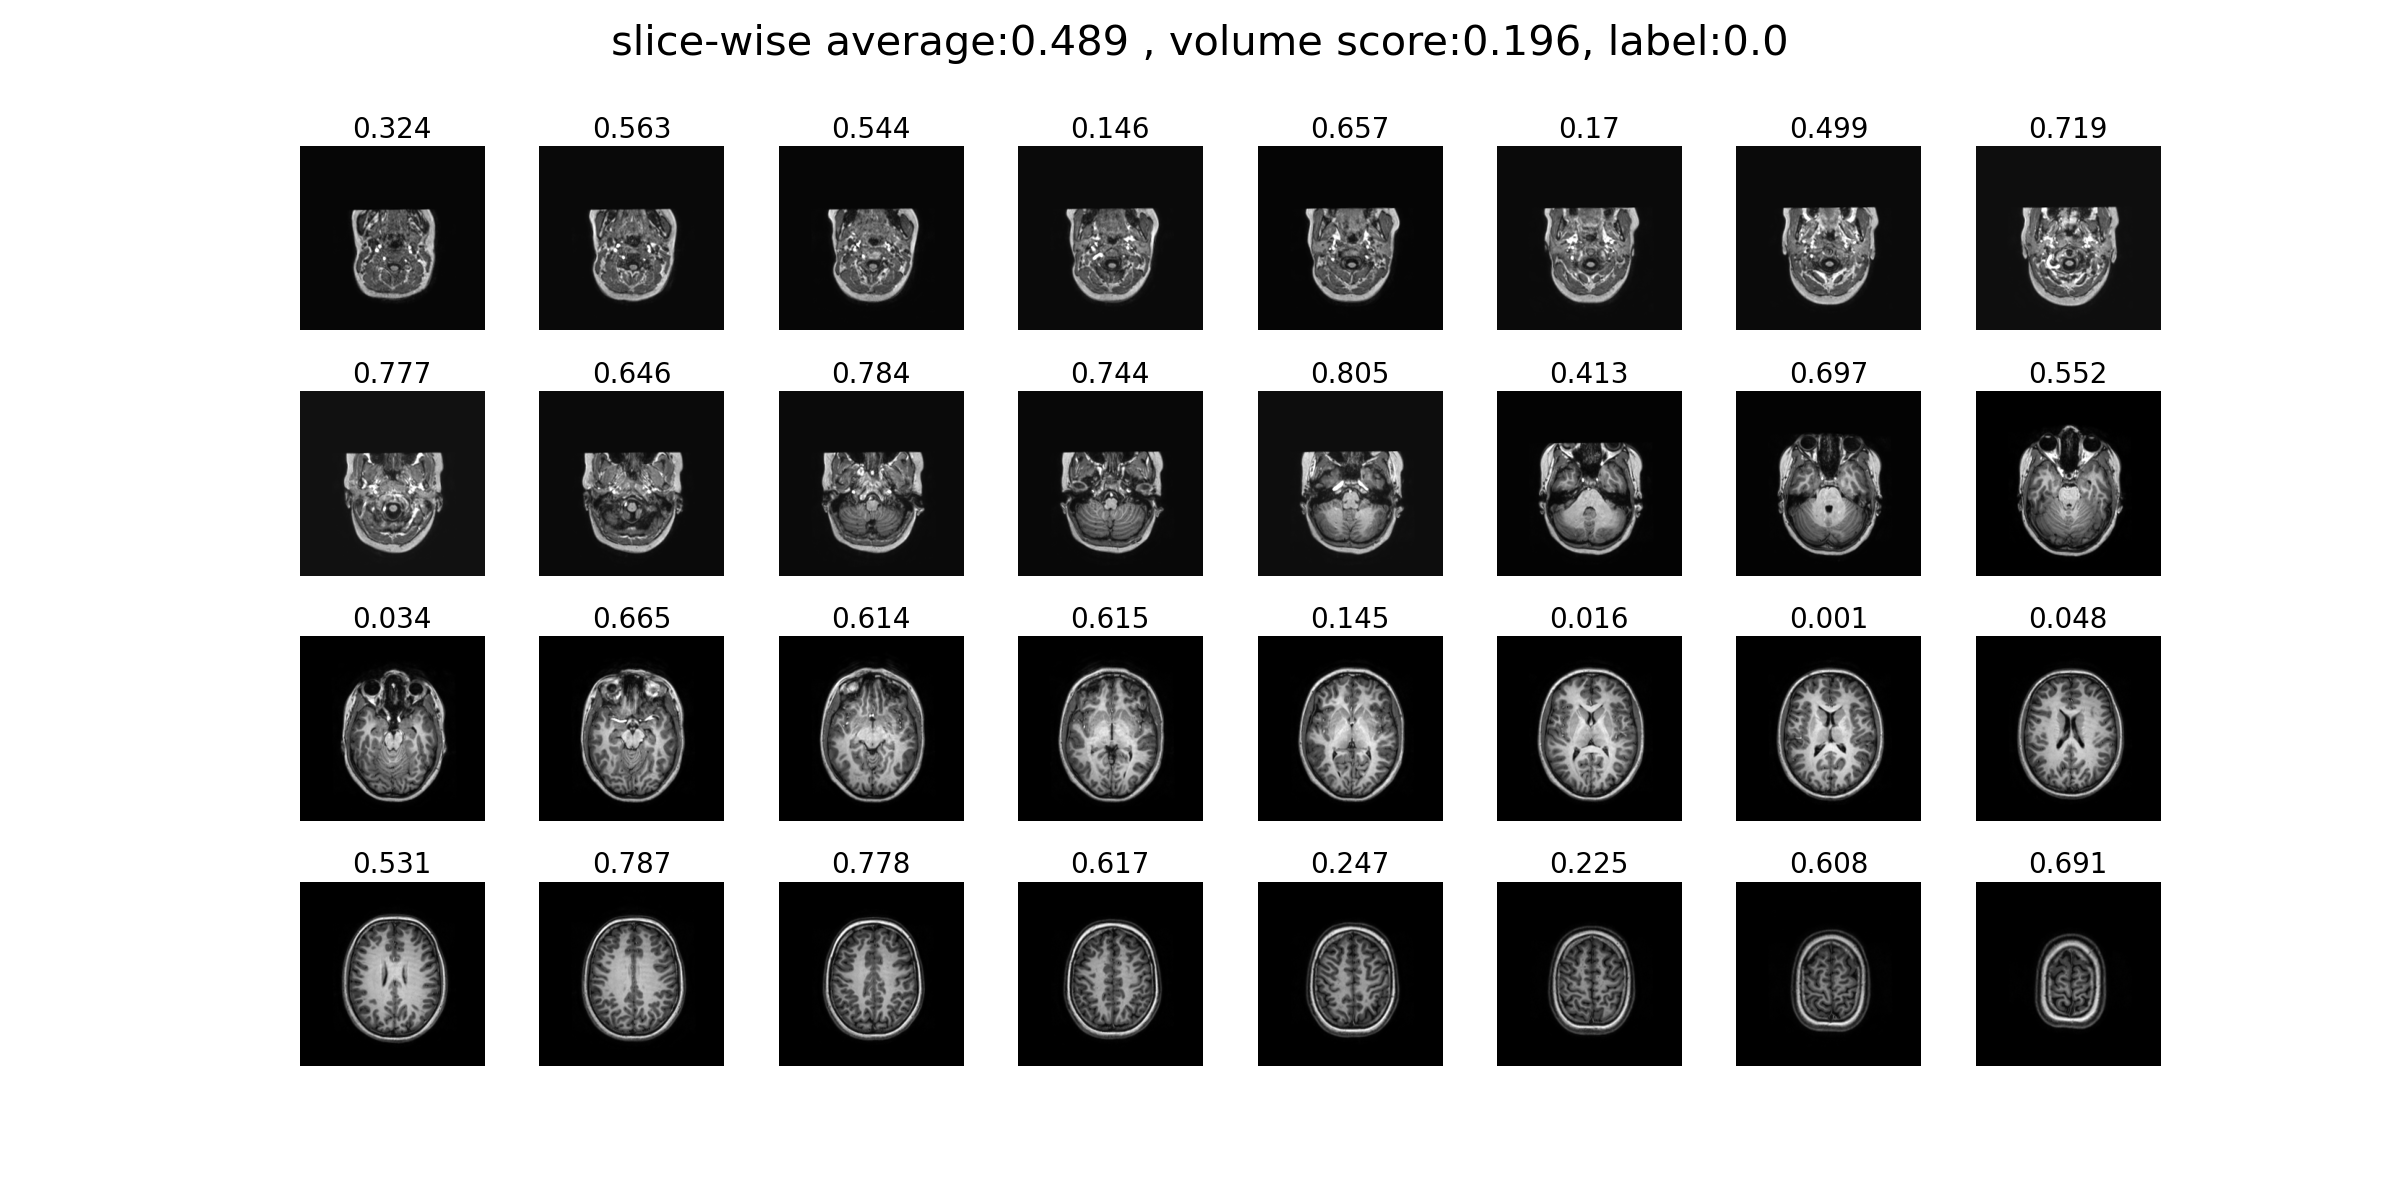 slice-wise average:0.489 , volume score:0.196, label:0.0
0.324 0.563 0.544 0.146 0.657 0.17 0.499 0.719
0.777 0.646 0.784 0.744 0.805 0.413 0.697 0.552
0.034 0.665 0.614 0.615 0.145 0.016 0.001 0.048
0.531 0.787 0.778 0.617 0.247 0.225 0.608 0.691